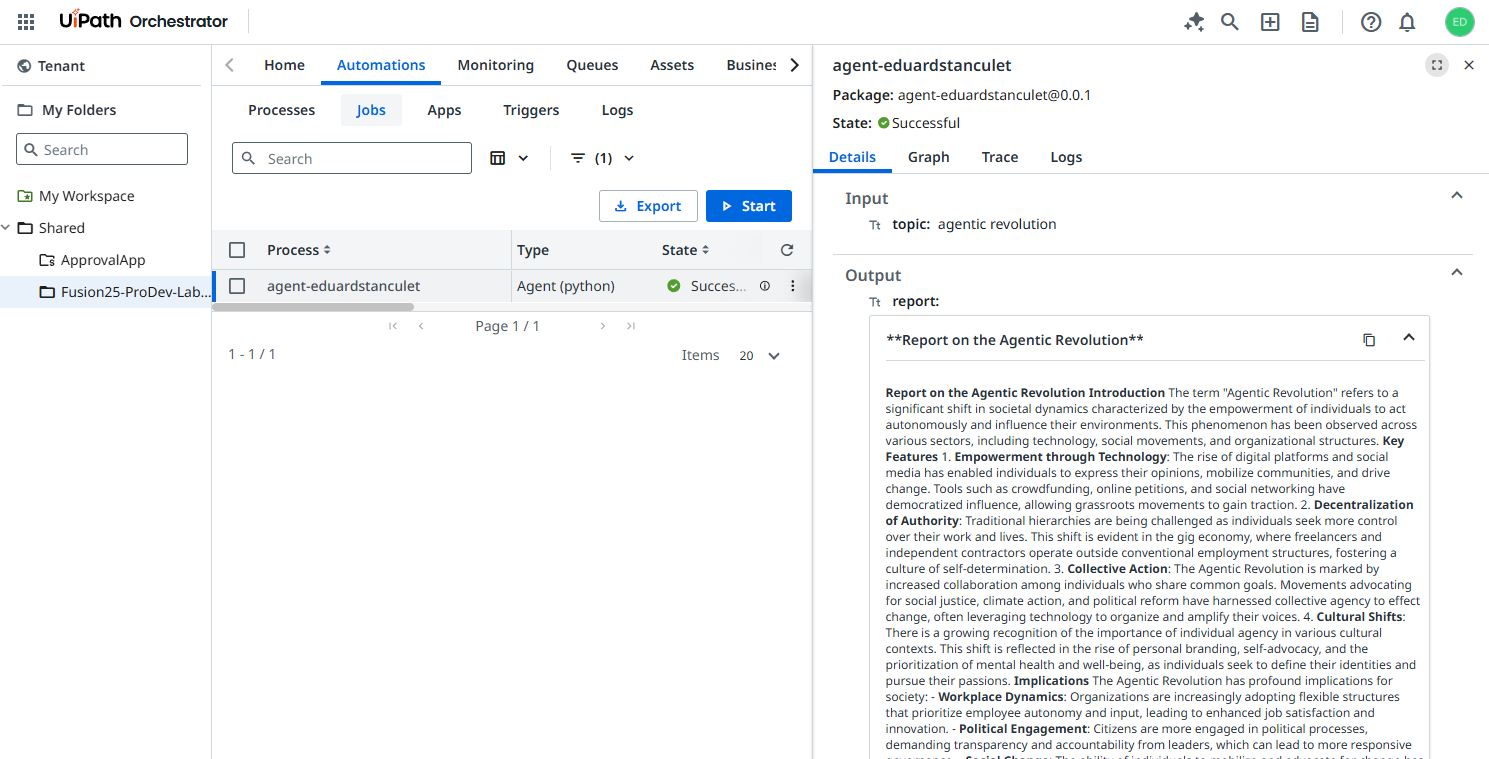 UiPath Orchestrator
ED
Tenant
My Folders
Search
My Workspace
Shared
ApprovalApp
Fusion25-ProDev-Lab...
Home Automations Monitoring Queues Assets Busines
Processes Jobs Apps Triggers Logs
Search
(1)
Export
Start
Process Type State
agent-eduardstanculet Agent (python) Succes...
Page 1 / 1
1 - 1 / 1
Items 20
agent-eduardstanculet
Package: agent-eduardstanculet@0.0.1
State: Successful
Details Graph Trace Logs
Input
Tt topic: agentic revolution
Output
Tt report:
**Report on the Agentic Revolution**
Report on the Agentic Revolution Introduction The term "Agentic Revolution" refers to a
significant shift in societal dynamics characterized by the empowerment of individuals to act
autonomously and influence their environments. This phenomenon has been observed across
various sectors, including technology, social movements, and organizational structures. Key
Features 1. Empowerment through Technology: The rise of digital platforms and social
media has enabled individuals to express their opinions, mobilize communities, and drive
change. Tools such as crowdfunding, online petitions, and social networking have
democratized influence, allowing grassroots movements to gain traction. 2. Decentralization
of Authority: Traditional hierarchies are being challenged as individuals seek more control
over their work and lives. This shift is evident in the gig economy, where freelancers and
independent contractors operate outside conventional employment structures, fostering a
culture of self-determination. 3. Collective Action: The Agentic Revolution is marked by
increased collaboration among individuals who share common goals. Movements advocating
for social justice, climate action, and political reform have harnessed collective agency to effect
change, often leveraging technology to organize and amplify their voices. 4. Cultural Shifts:
There is a growing recognition of the importance of individual agency in various cultural
contexts. This shift is reflected in the rise of personal branding, self-advocacy, and the
prioritization of mental health and well-being, as individuals seek to define their identities and
pursue their passions. Implications The Agentic Revolution has profound implications for
society: - Workplace Dynamics: Organizations are increasingly adopting flexible structures
that prioritize employee autonomy and input, leading to enhanced job satisfaction and
innovation. - Political Engagement: Citizens are more engaged in political processes,
demanding transparency and accountability from leaders, which can lead to more responsive